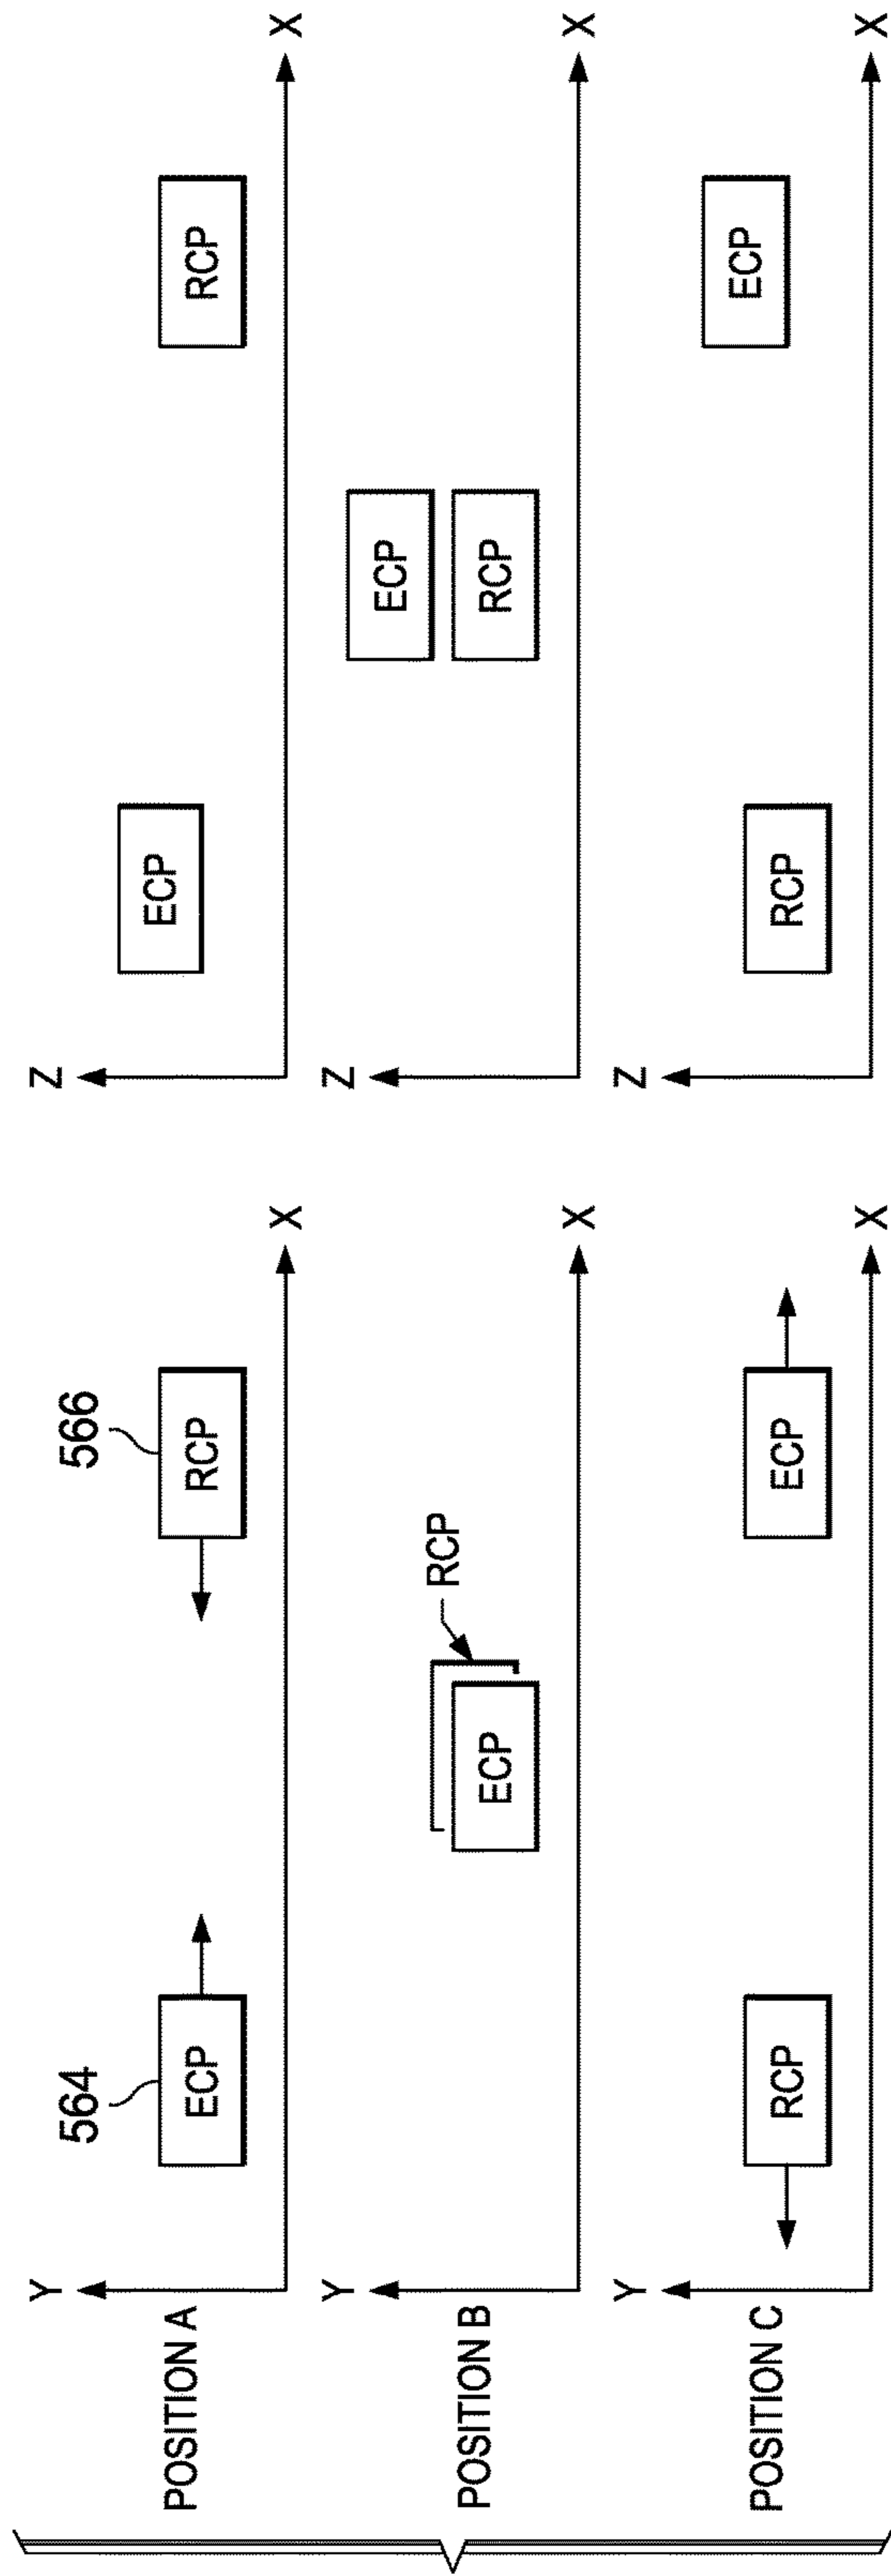 POSITION A
Y
564
ECP
566
RCP
X
Z
ECP
RCP
X
POSITION B
Y
ECP
RCP
X
Z
ECP
RCP
X
POSITION C
Y
RCP
ECP
X
Z
RCP
ECP
X